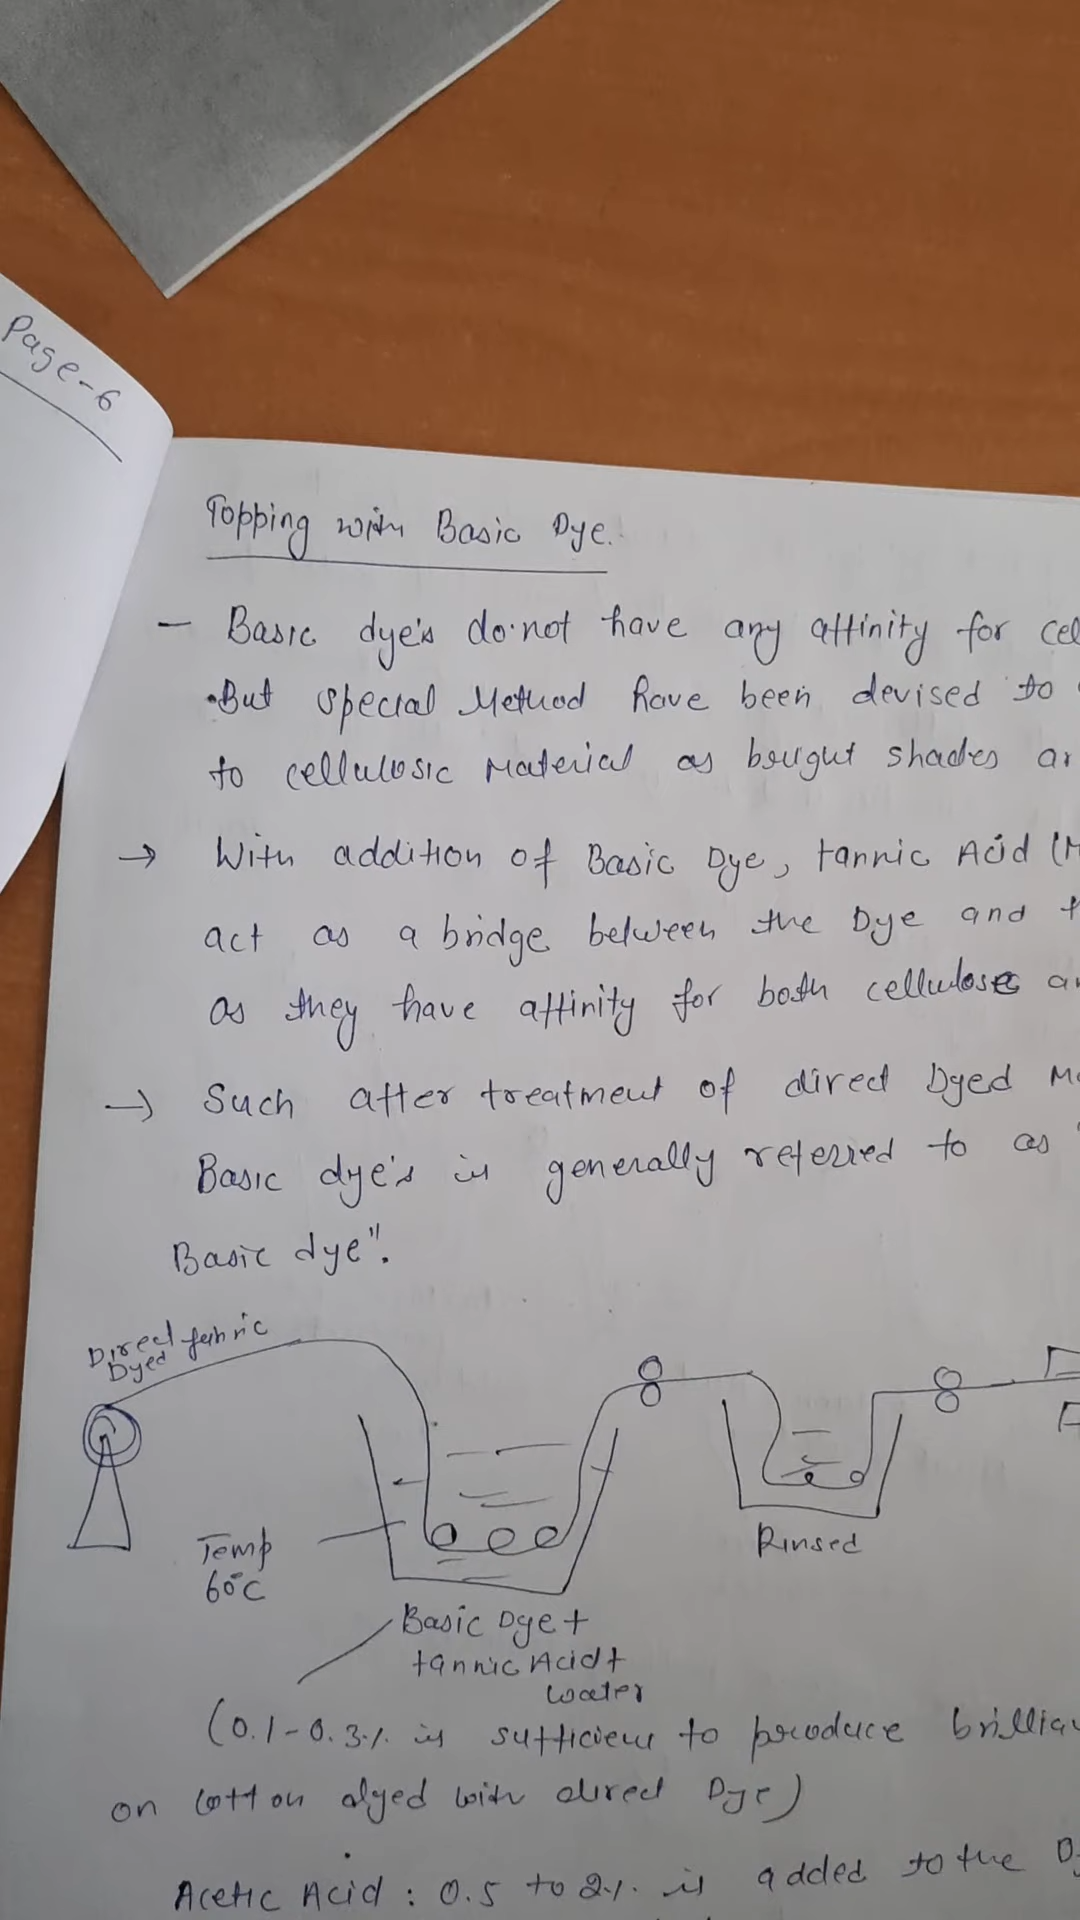 Page-6
Topping with Basic Dye.
- Basic dye's do not have any affinity for cel
But special Method have been devised to
to cellulosic Material as bought shades ar
→ With addition of Basic Dye, tannic Acid (M
act as a bridge between the Dye and t
as they have affinity for both cellulose an
→ Such after treatment of direct Dyed Ma
Basic dye's is generally referred to as "
Basic dye".
Direct fabric
Dyed
Temp
60°C
Rinsed
Basic Dye +
tannic Acid +
water
(0.1-0.3%. is sufficient to produce brillian
on cotton dyed with direct Dye)
Acetic Acid : 0.5 to 2%. is added to the Dy